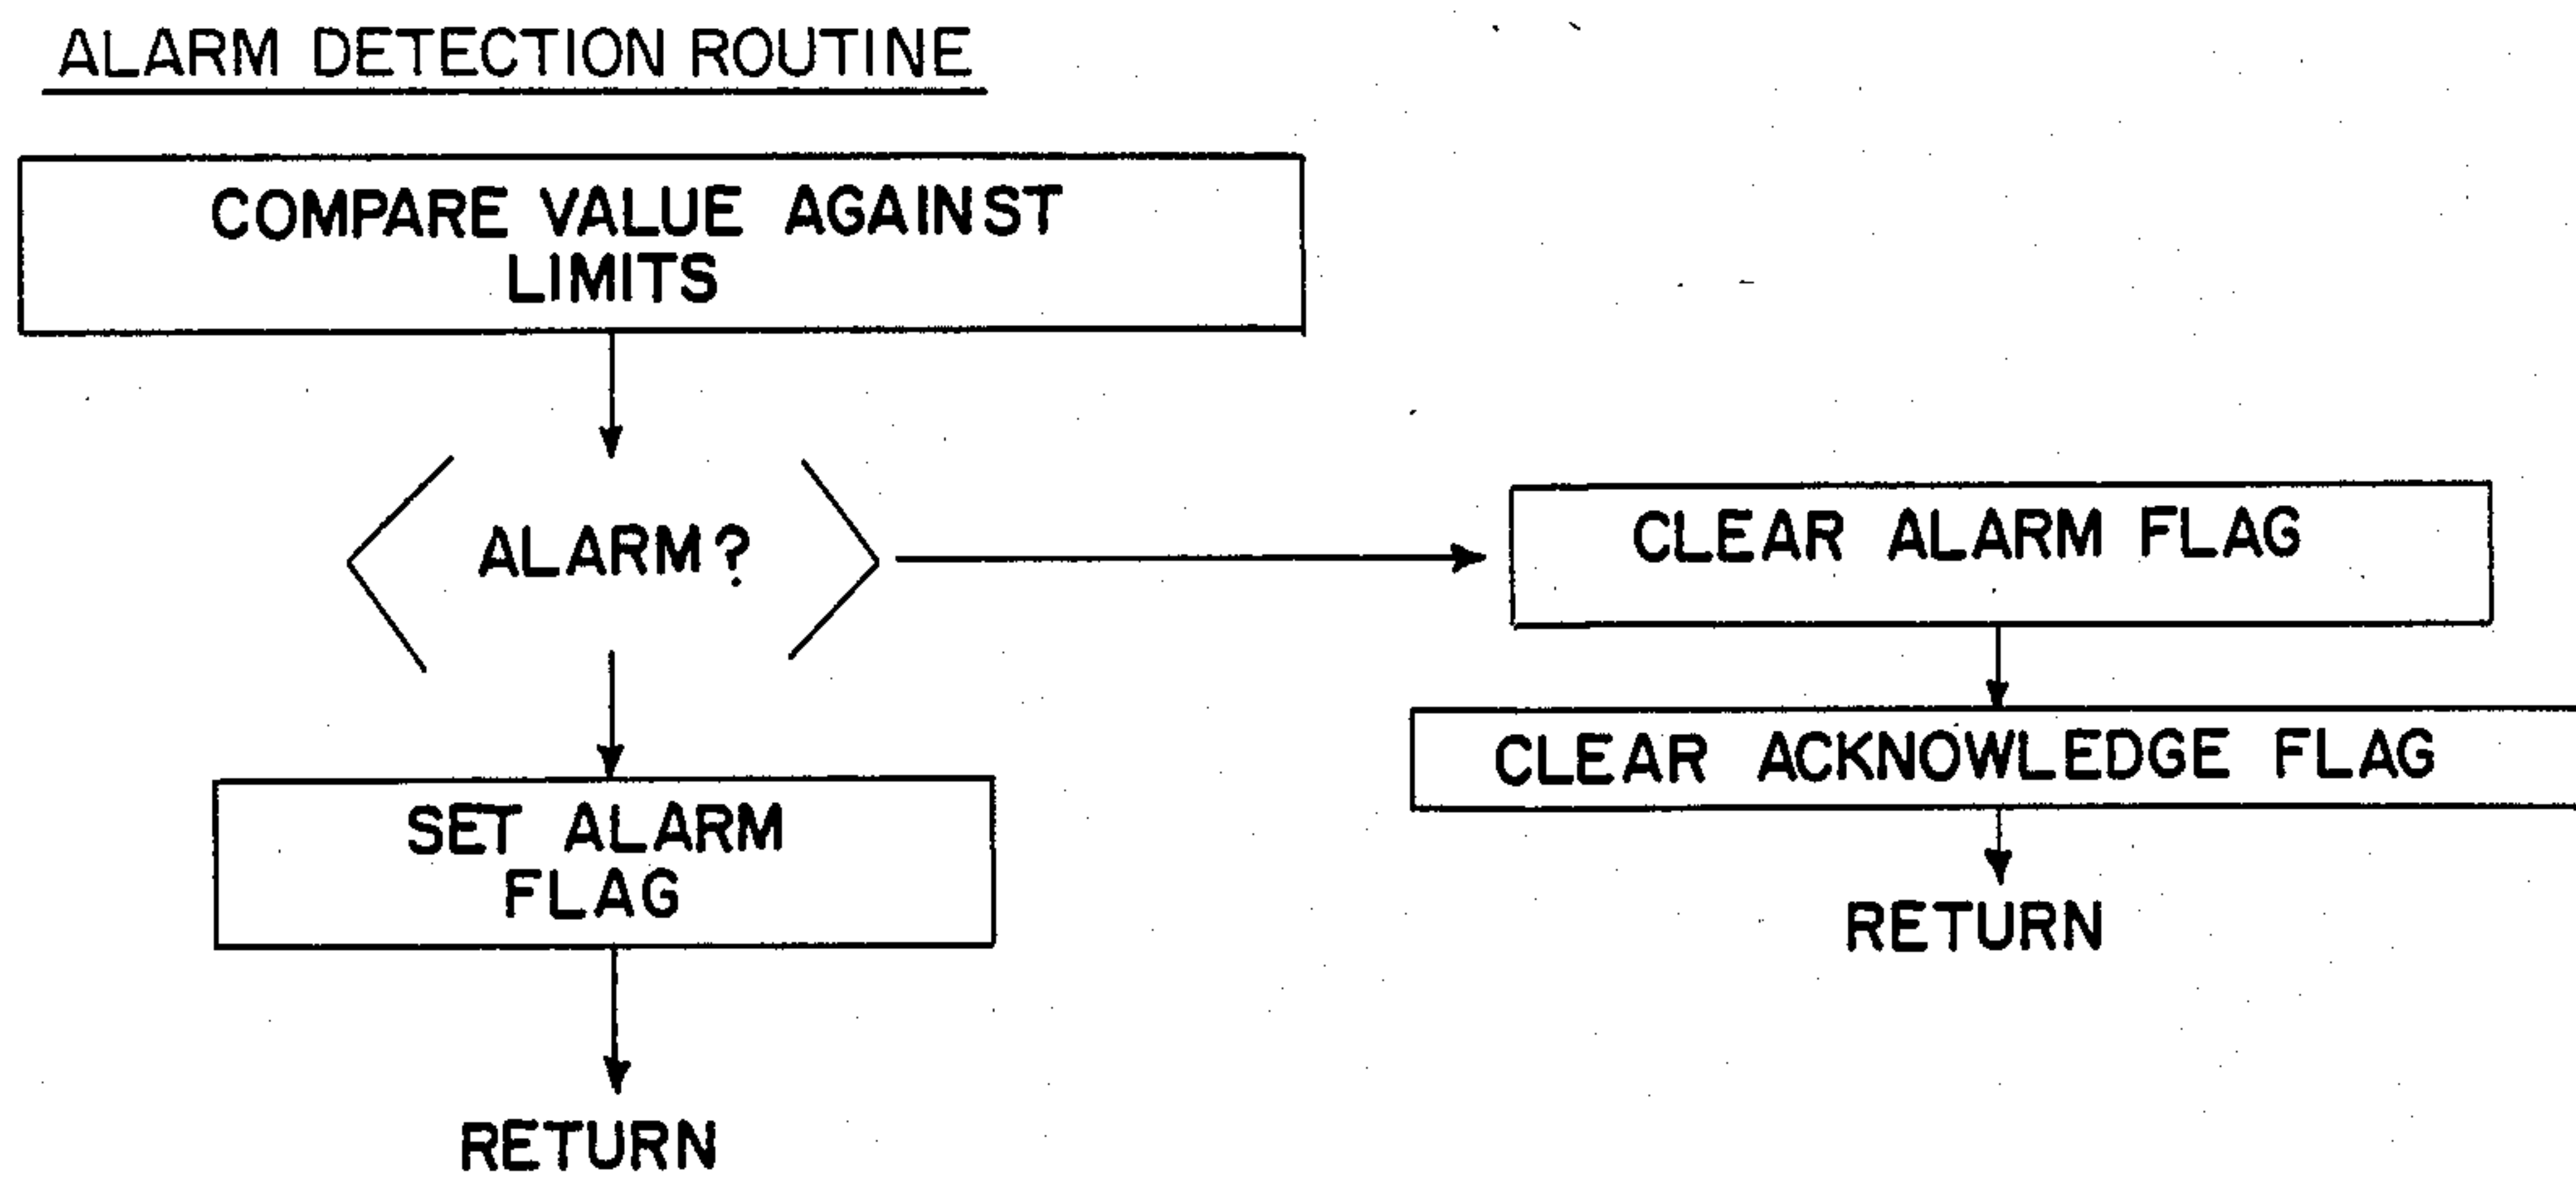 ALARM DETECTION ROUTINE
COMPARE VALUE AGAINST
LIMITS
ALARM?
CLEAR ALARM FLAG
CLEAR ACKNOWLEDGE FLAG
SET ALARM
FLAG
RETURN
RETURN